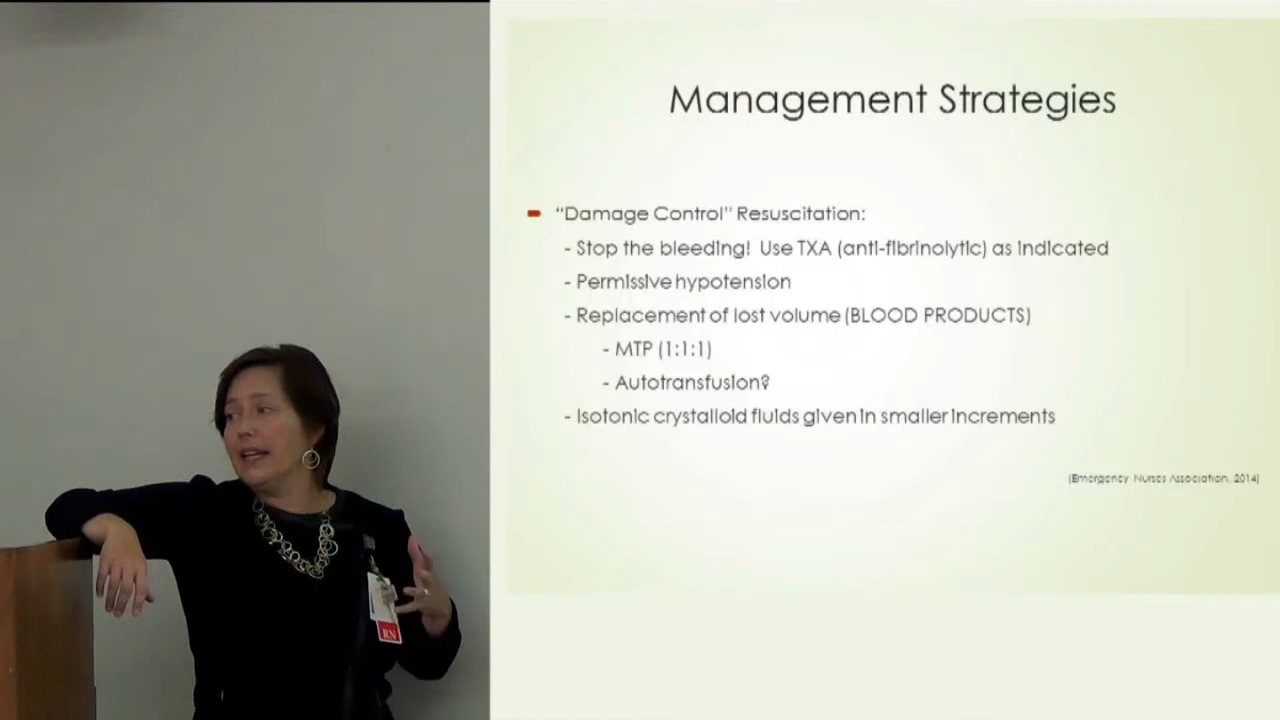 Management Strategies
"Damage Control" Resuscitation:
- Stop the bleeding! Use TXA (anti-fibrinolytic) as indicated
- Permissive hypotension
- Replacement of lost volume (BLOOD PRODUCTS)
- MTP (1:1:1)
- Autotransfusion?
- Isotonic crystalloid fluids given in smaller increments
(Emergency Nurses Association, 2014)
RN